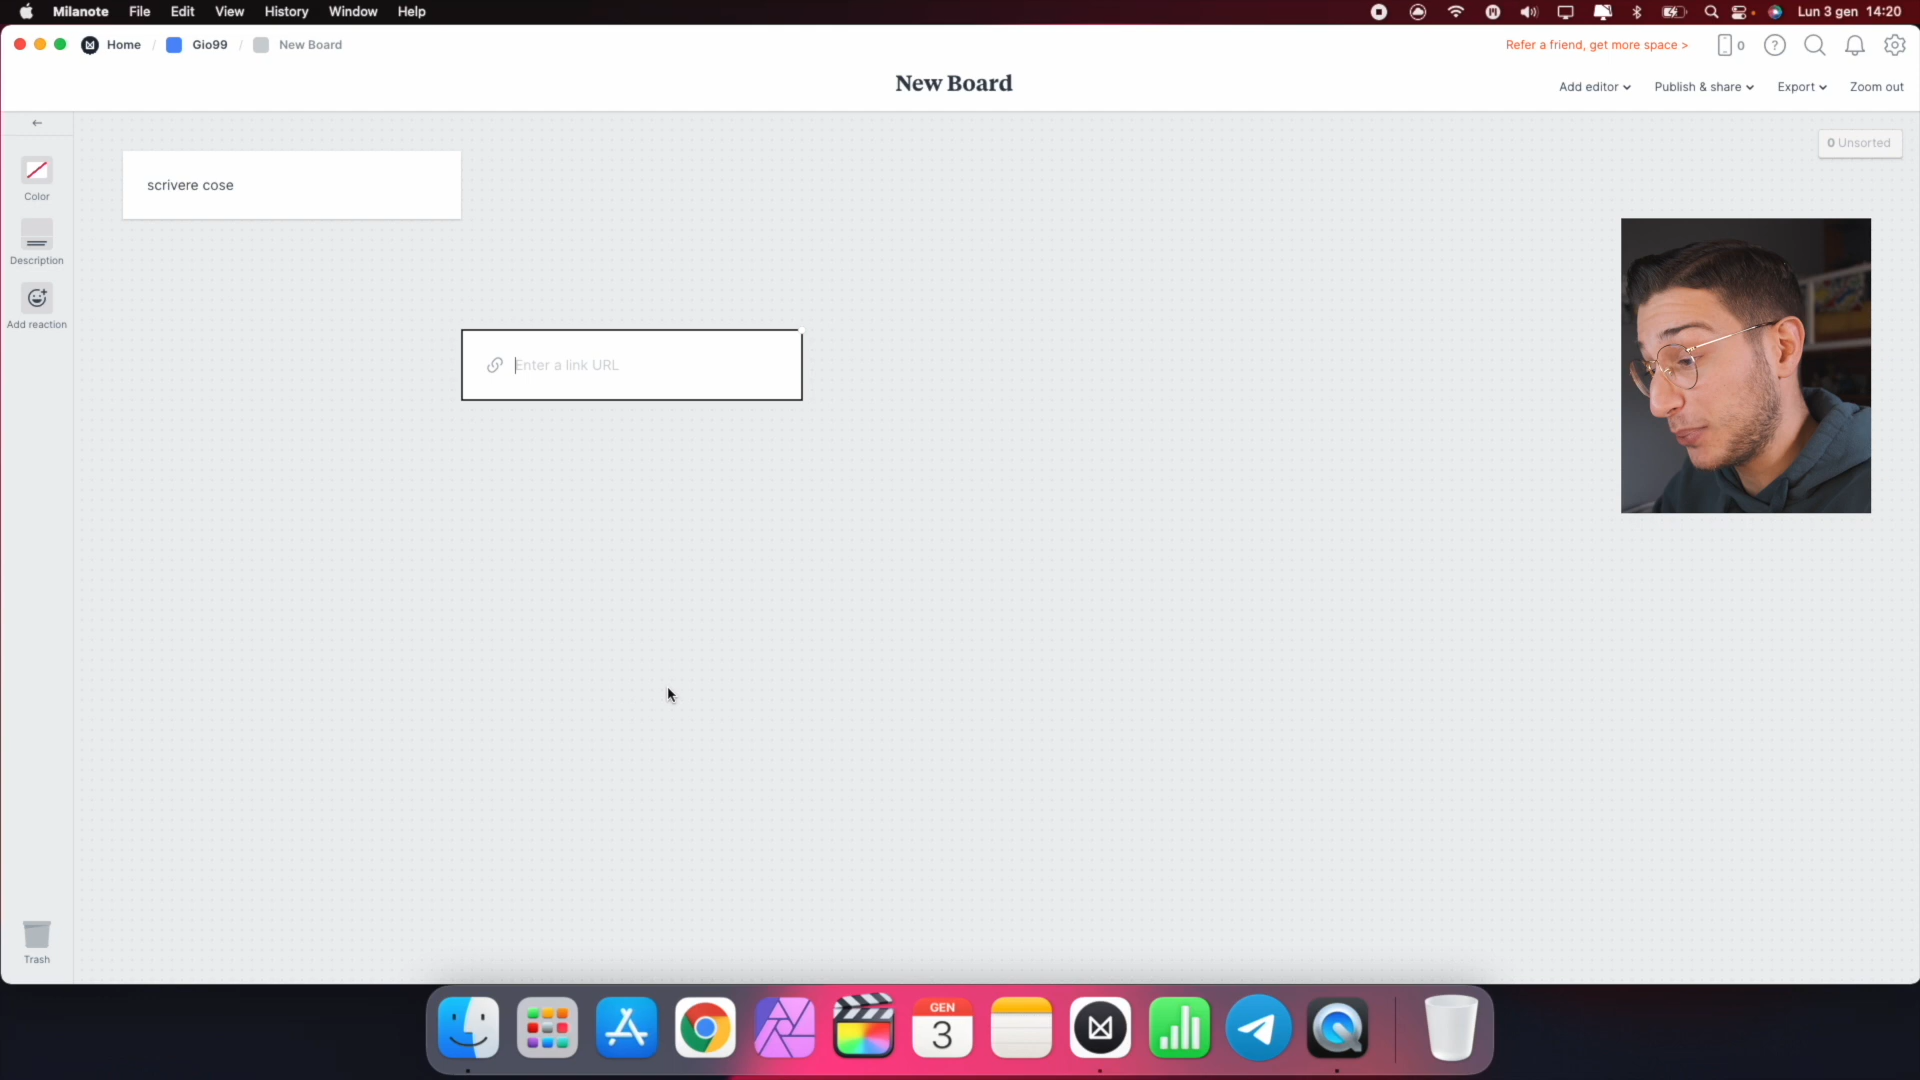 Milanote File Edit View History Window Help
Lun 3 gen 14:20
Home / Gio99 / New Board
Refer a friend, get more space >
0
New Board
Add editor
Publish & share
Export
Zoom out
0 Unsorted
Color
scrivere cose
Description
Add reaction
Enter a link URL
Trash
GEN
3